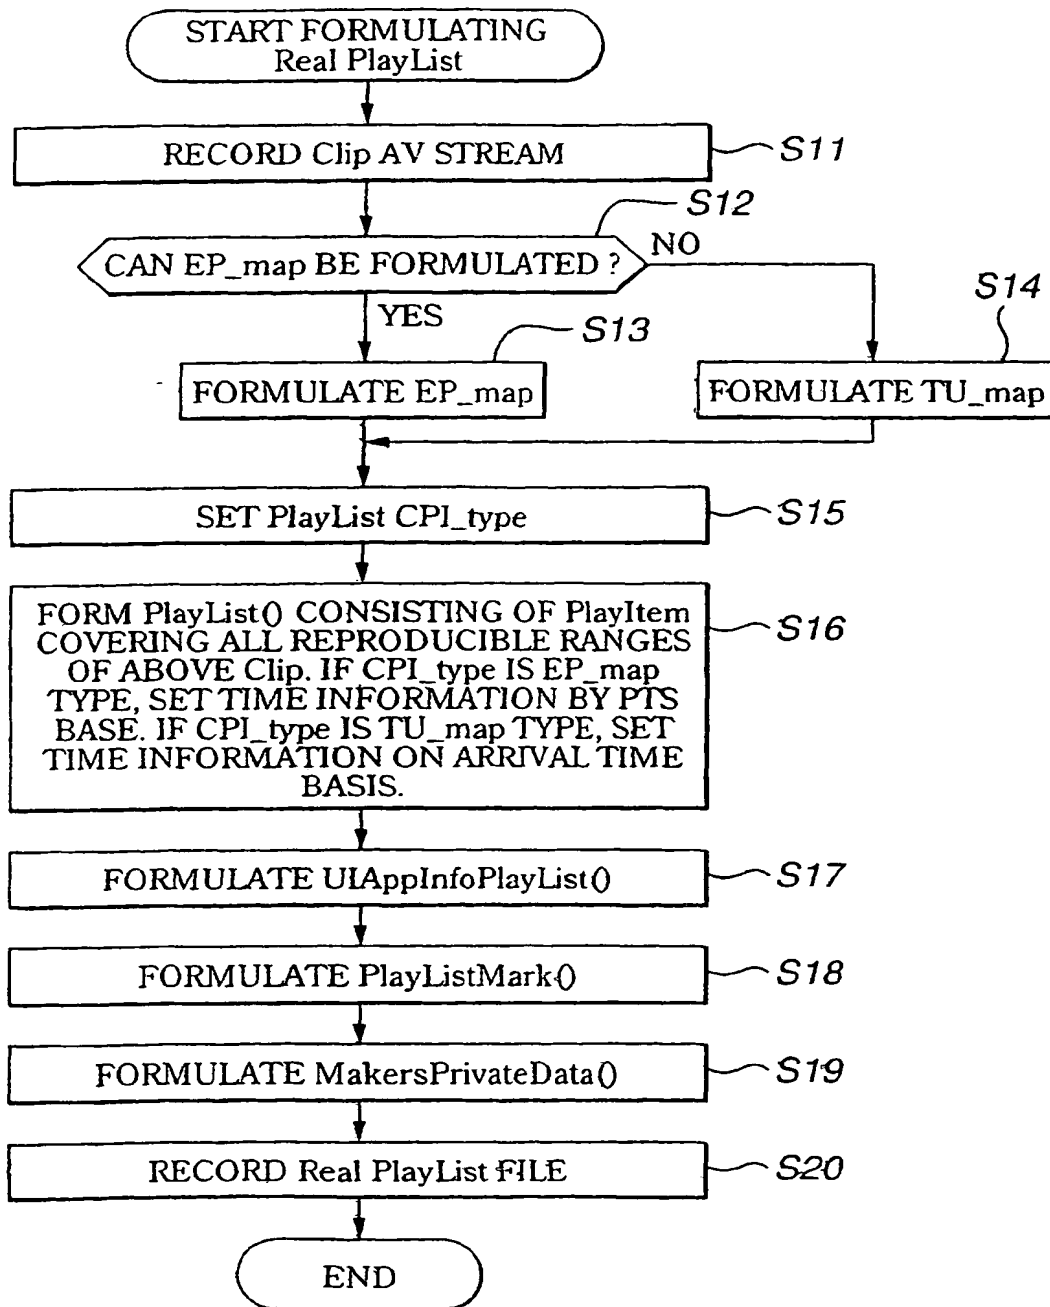 START FORMULATING
Real PlayList
RECORD Clip AV STREAM
S11
S12
CAN EP_map BE FORMULATED ?
NO
YES
S13
S14
FORMULATE EP_map
FORMULATE TU_map
SET PlayList CPI_type
S15
FORM PlayList() CONSISTING OF PlayItem
COVERING ALL REPRODUCIBLE RANGES
OF ABOVE Clip. IF CPI_type IS EP_map
TYPE, SET TIME INFORMATION BY PTS
BASE. IF CPI_type IS TU_map TYPE, SET
TIME INFORMATION ON ARRIVAL TIME
BASIS.
S16
FORMULATE UIAppInfoPlayList()
S17
FORMULATE PlayListMark()
S18
FORMULATE MakersPrivateData()
S19
RECORD Real PlayList FILE
S20
END